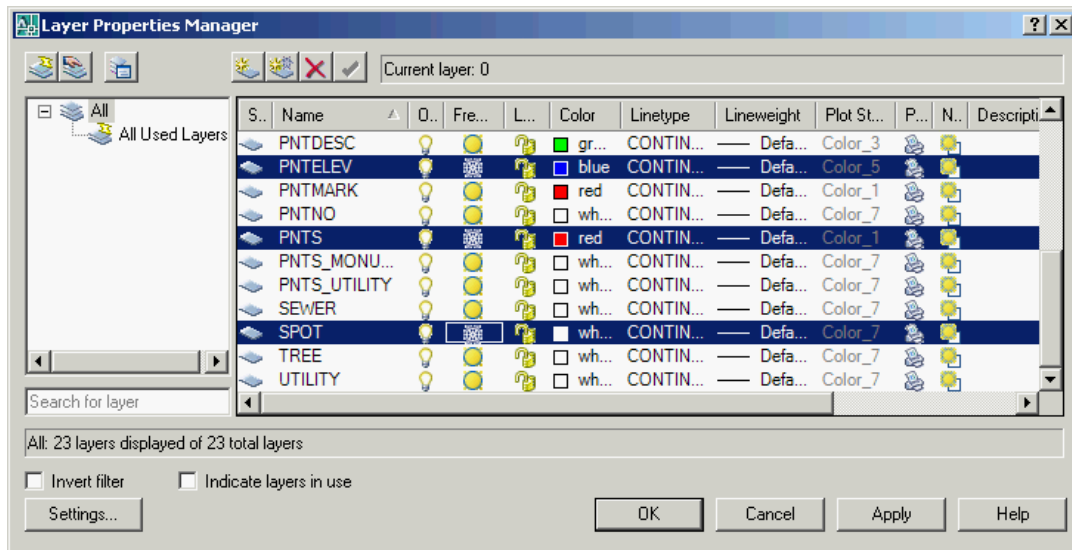 Layer Properties Manager
Current layer: 0
All
All Used Layers
S.. Name O.. Fre... L... Color Linetype Lineweight Plot St... P... N.. Descripti
PNTDESC gr... CONTIN... Defa... Color_3
PNTELEV blue CONTIN... Defa... Color_5
PNTMARK red CONTIN... Defa... Color_1
PNTNO wh... CONTIN... Defa... Color_7
PNTS red CONTIN... Defa... Color_1
PNTS_MONU... wh... CONTIN... Defa... Color_7
PNTS_UTILITY wh... CONTIN... Defa... Color_7
SEWER wh... CONTIN... Defa... Color_7
SPOT wh... CONTIN... Defa... Color_7
TREE wh... CONTIN... Defa... Color_7
UTILITY wh... CONTIN... Defa... Color_7
Search for layer
All: 23 layers displayed of 23 total layers
Invert filter Indicate layers in use
Settings... OK Cancel Apply Help